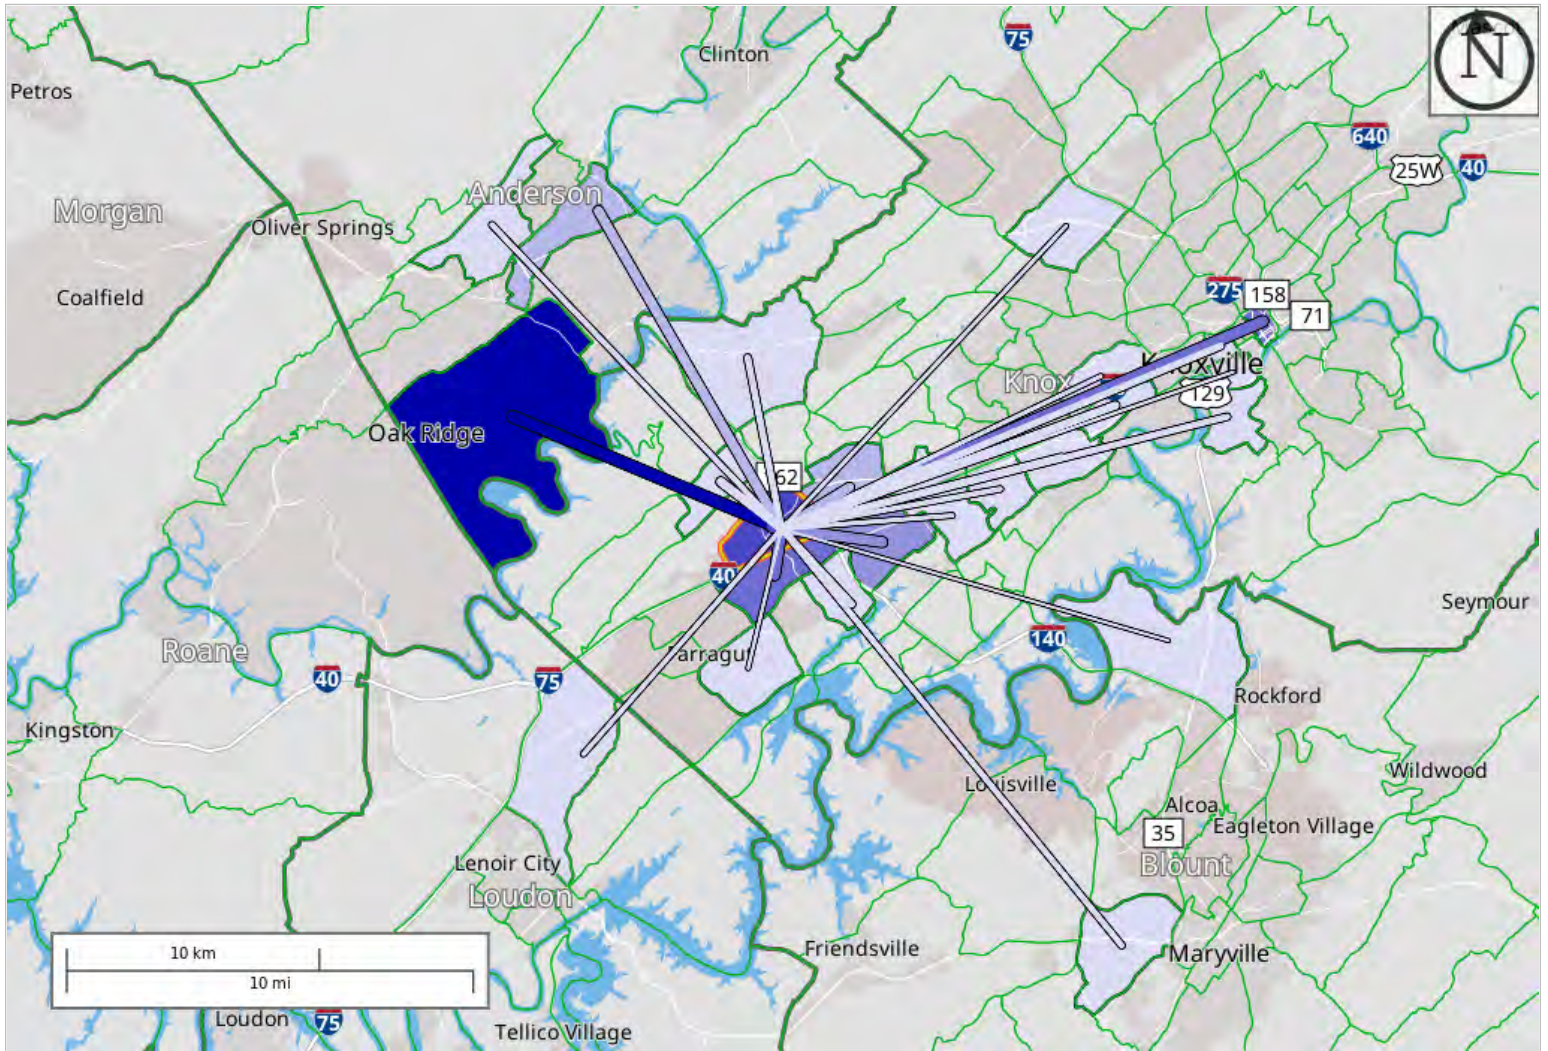 Clinton
75
N
Petros
640
25W
40
Anderson
Morgan
Oliver Springs
Coalfield
275
158
71
Knoxville
Knox
129
Oak Ridge
62
40
Seymour
140
Farragut
Roane
40
75
Rockford
Kingston
Wildwood
Louisville
Alcoa
35
Eagleton Village
Blount
Lenoir City
Loudon
Friendsville
Maryville
10 km
10 mi
Loudon
75
Tellico Village